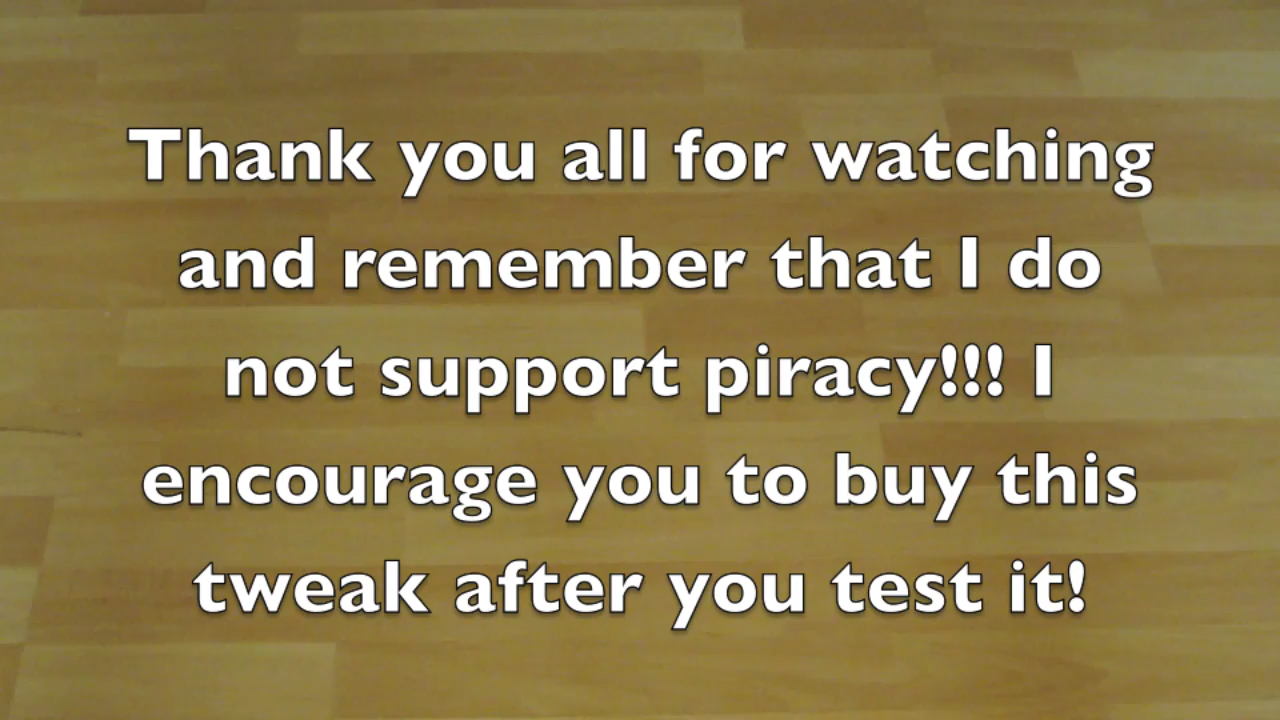 Thank you all for watching
and remember that I do
not support piracy!!! I
encourage you to buy this
tweak after you test it!